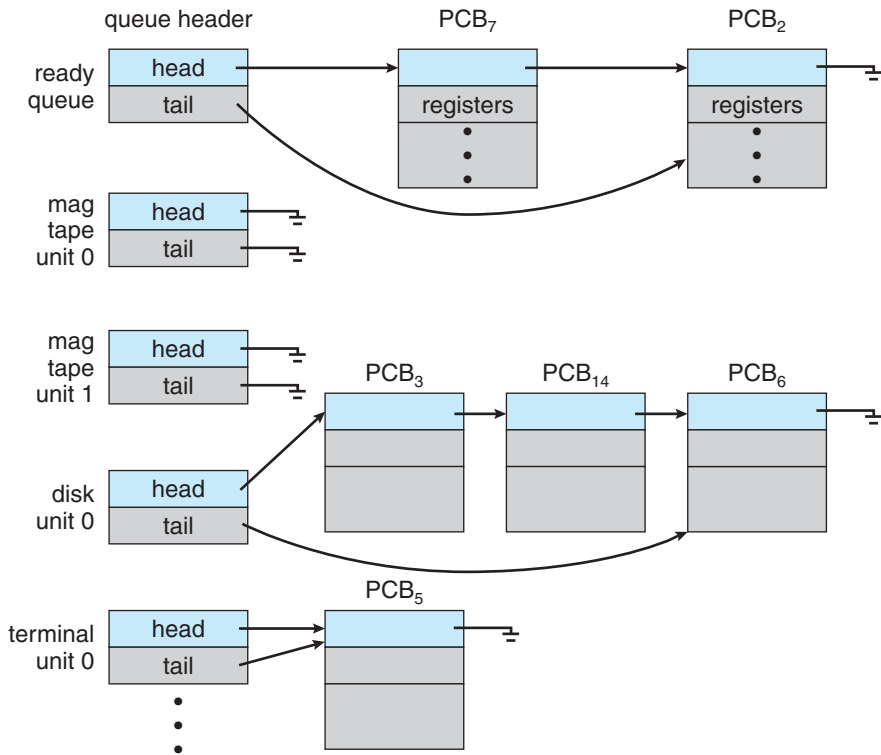 queue header
PCB₇
PCB₂
ready
queue
head
tail
registers
registers
mag
tape
unit 0
head
tail
mag
tape
unit 1
head
tail
PCB₃
PCB₁₄
PCB₆
disk
unit 0
head
tail
PCB₅
terminal
unit 0
head
tail